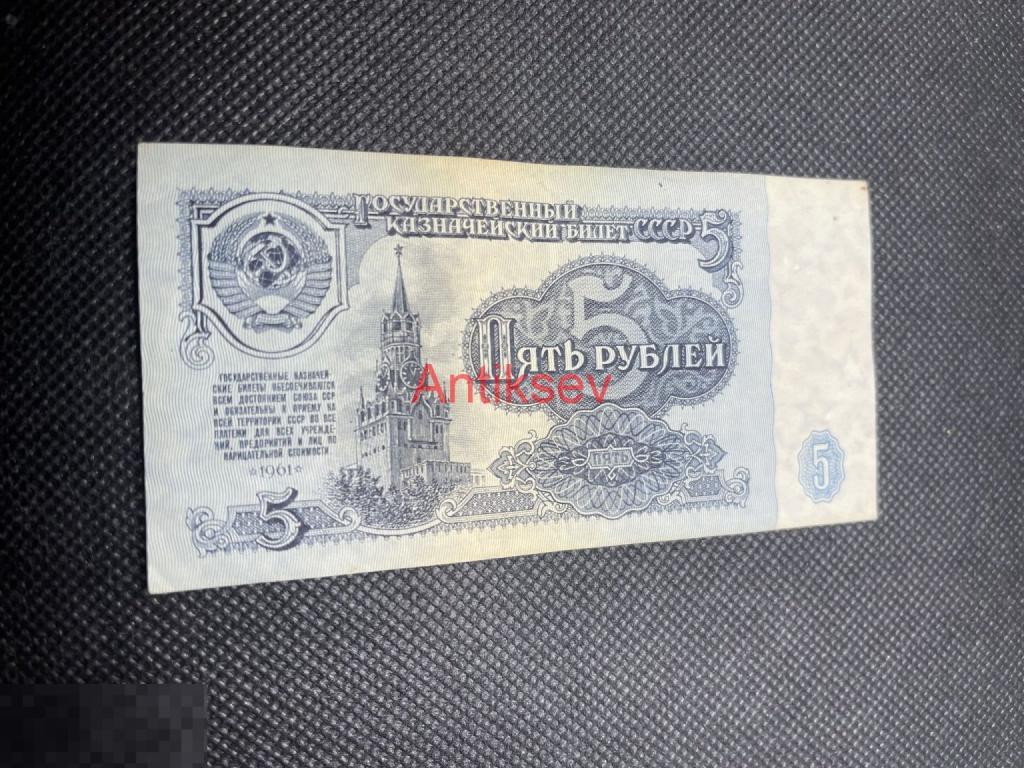 Государственный
казначейский билет СССР 5
5
5
Пять рублей
Antiksev
ГОСУДАРСТВЕННЫЕ КАЗНАЧЕЙ-
СКИЕ БИЛЕТЫ ОБЕСПЕЧИВАЮТСЯ
ВСЕМ ДОСТОЯНИЕМ СОЮЗА ССР
И ОБЯЗАТЕЛЬНЫ К ПРИЕМУ НА
ВСЕЙ ТЕРРИТОРИИ СССР ВО ВСЕ
ПЛАТЕЖИ ДЛЯ ВСЕХ УЧРЕЖДЕ-
НИЙ, ПРЕДПРИЯТИЙ И ЛИЦ ПО
НАРИЦАТЕЛЬНОЙ СТОИМОСТИ
1961
ПЯТЬ
5
5